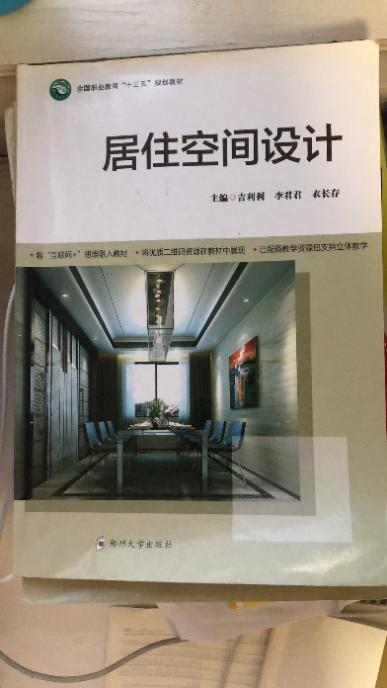 全国职业教育“十三五”规划教材
居住空间设计
主编◎吉利利 李君君 衣长存
• 将“互联网+”思维融入教材 • 将优质二维码资源在教材中展现 • 已配备教学资源包支持立体教学
郑州大学出版社